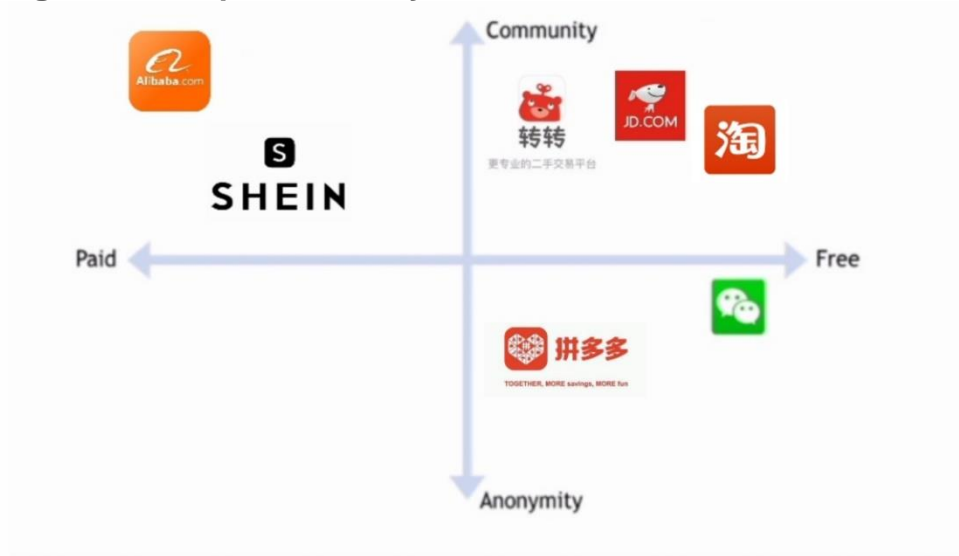 Community
Alibaba.com
转转
更专业的二手交易平台
JD.COM
淘
S
SHEIN
Paid
Free
拼
拼多多
TOGETHER, MORE savings, MORE fun
Anonymity